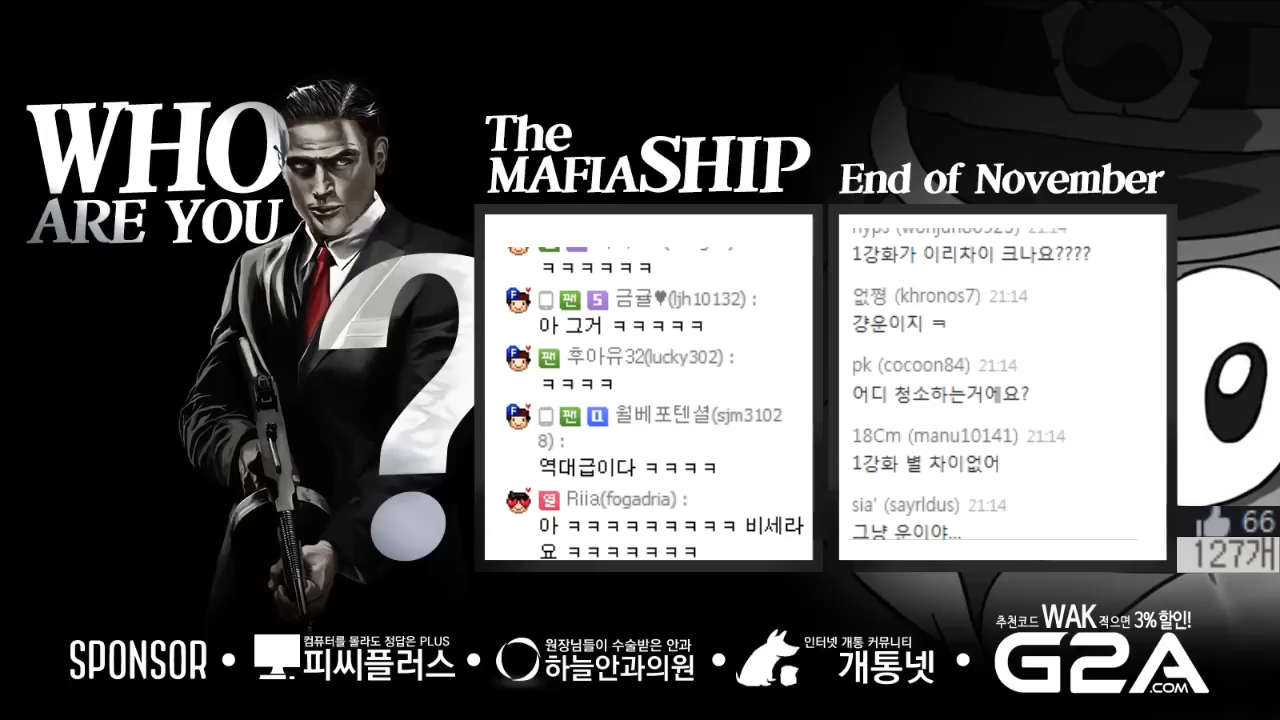 WHO
ARE YOU
?
The
MAFIASHIP
End of November
ㅋㅋㅋㅋㅋㅋ
팬 5 금귤♥(ljh10132) :
아 그거 ㅋㅋㅋㅋㅋ
팬 후아유32(lucky302) :
ㅋㅋㅋㅋ
팬 월베포텐셜(sjm3102
8) :
역대급이다 ㅋㅋㅋㅋ
열 Riia(fogadria) :
아 ㅋㅋㅋㅋㅋㅋㅋㅋㅋ 비세라
요 ㅋㅋㅋㅋㅋㅋㅋ
21:14
1강화가 이리차이 크나요????
없쪙 (khronos7) 21:14
걍운이지 ㅋ
pk (cocoon84) 21:14
어디 청소하는거에요?
18Cm (manu10141) 21:14
1강화 별 차이없어
sia' (sayrldus) 21:14
그냥 운이야...
66
127개
SPONSOR
컴퓨터를 몰라도 정답은 PLUS
피씨플러스
원장님들이 수술받은 안과
하늘안과의원
인터넷 개통 커뮤니티
개통넷
추천코드 WAK 적으면 3% 할인!
G2A
.COM